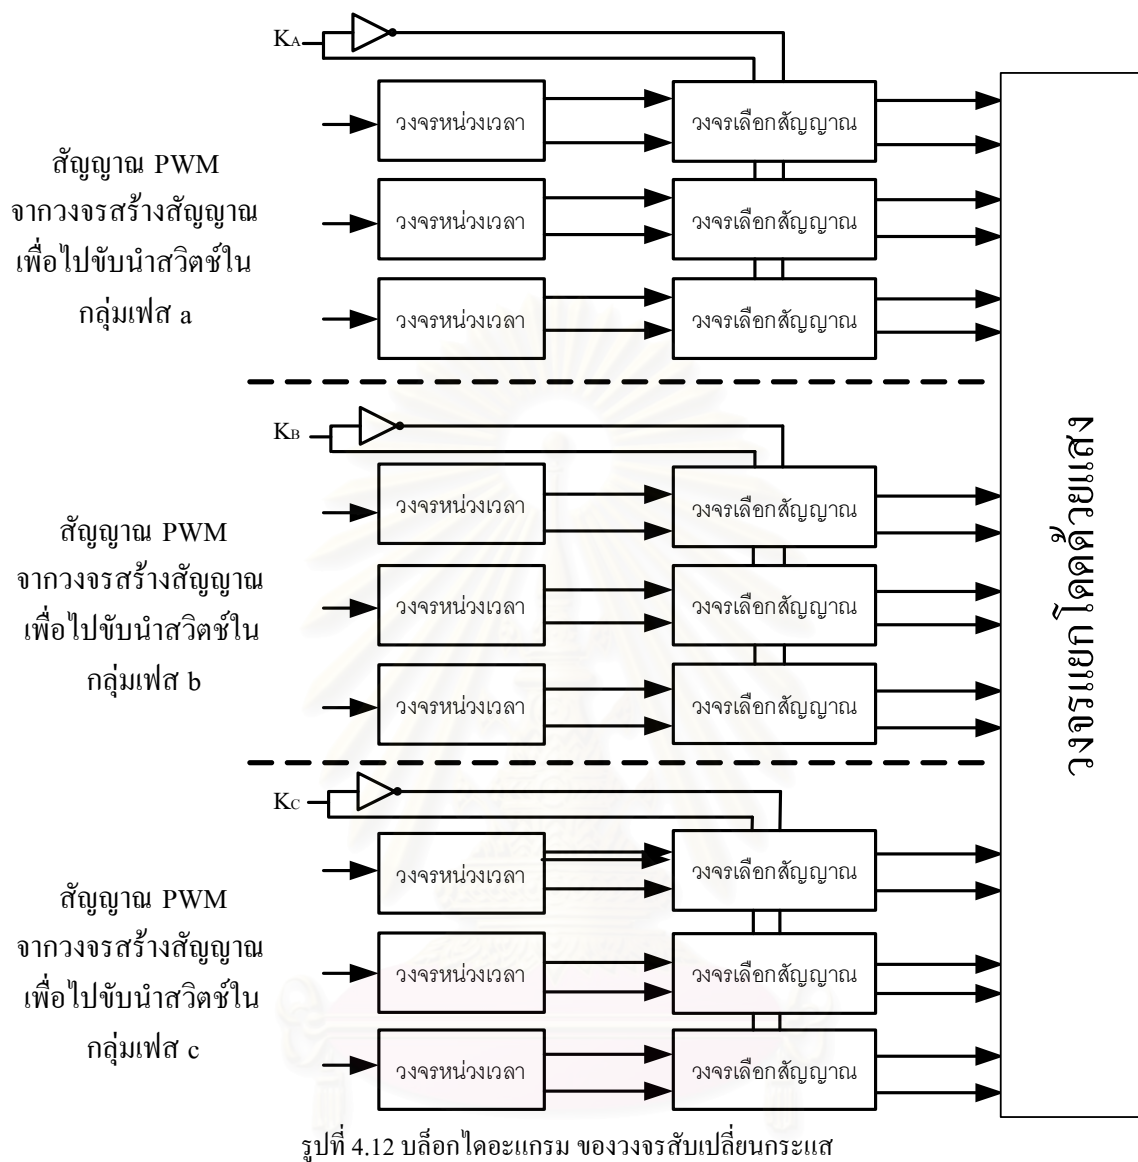 KA
วงจรหน่วงเวลา
วงจรเลือกสัญญาณ
สัญญาณ PWM
จากวงจรสร้างสัญญาณ
เพื่อไปขับนำสวิตช์ใน
กลุ่มเฟส a
วงจรหน่วงเวลา
วงจรเลือกสัญญาณ
วงจรหน่วงเวลา
วงจรเลือกสัญญาณ
KB
วงจรหน่วงเวลา
วงจรเลือกสัญญาณ
สัญญาณ PWM
จากวงจรสร้างสัญญาณ
เพื่อไปขับนำสวิตช์ใน
กลุ่มเฟส b
วงจรหน่วงเวลา
วงจรเลือกสัญญาณ
วงจรหน่วงเวลา
วงจรเลือกสัญญาณ
KC
วงจรหน่วงเวลา
วงจรเลือกสัญญาณ
สัญญาณ PWM
จากวงจรสร้างสัญญาณ
เพื่อไปขับนำสวิตช์ใน
กลุ่มเฟส c
วงจรหน่วงเวลา
วงจรเลือกสัญญาณ
วงจรหน่วงเวลา
วงจรเลือกสัญญาณ
วงจรแยกโดดด้วยแสง
รูปที่ 4.12 บล็อกไดอะแกรม ของวงจรสับเปลี่ยนกระแส